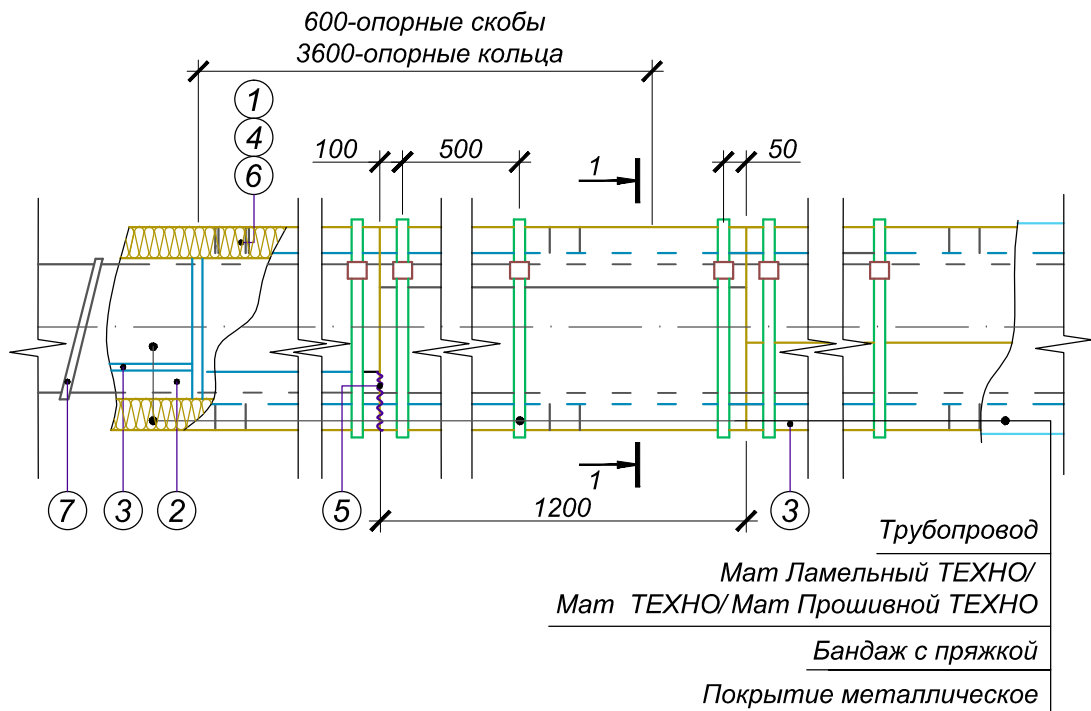 600-опорные скобы
3600-опорные кольца
1
4
6
100
500
1
50
7
3
2
5
1
1200
3
Трубопровод
Мат Ламельный ТЕХНО/
Мат ТЕХНО/ Мат Прошивной ТЕХНО
Бандаж с пряжкой
Покрытие металлическое